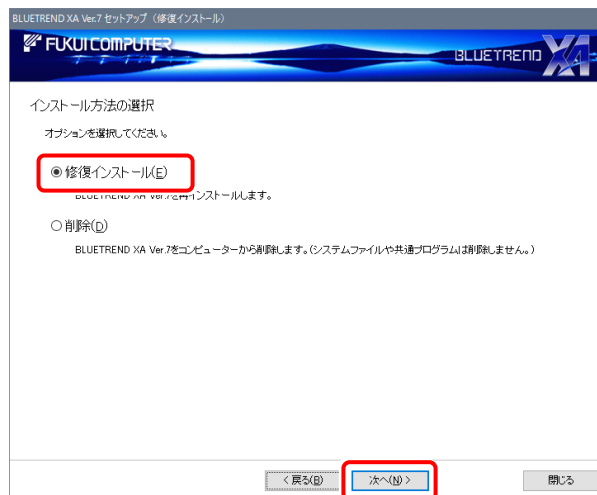 BLUETREND XA Ver.7 セットアップ（修復インストール）
FUKUI COMPUTER
BLUETREND XA
インストール方法の選択
オプションを選択してください。
修復インストール(E)
BLUETREND XA Ver.7を再インストールします。
削除(D)
BLUETREND XA Ver.7をコンピューターから削除します。(システムファイルや共通プログラムは削除しません。)
< 戻る(B)
次へ(N) >
閉じる